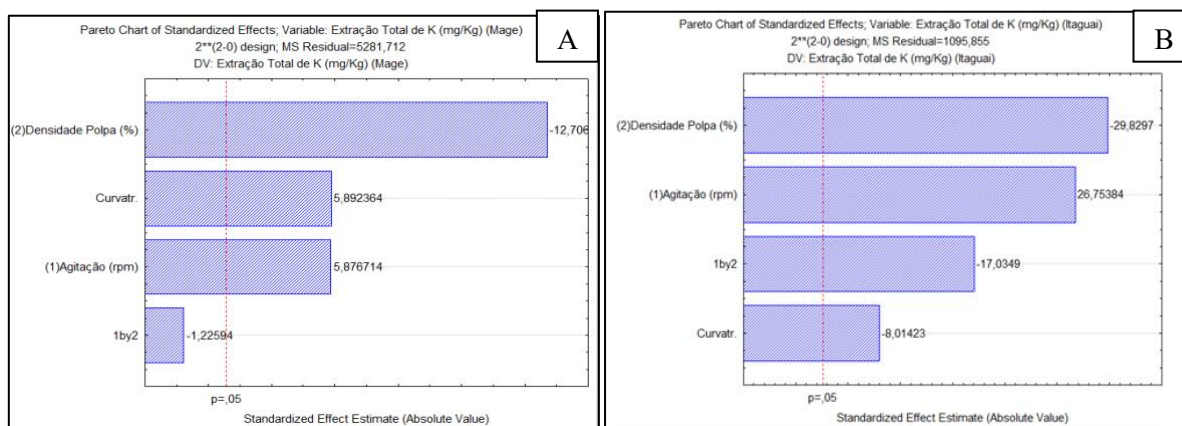 Pareto Chart of Standardized Effects; Variable: Extração Total de K (mg/Kg) (Mage)
2**(2-0) design; MS Residual=5281,712
DV: Extração Total de K (mg/Kg) (Mage)
A
(2)Densidade Polpa (%)
-12,706
Curvatr.
5,892364
(1)Agitação (rpm)
5,876714
1by2
-1,22594
p=,05
Standardized Effect Estimate (Absolute Value)
Pareto Chart of Standardized Effects; Variable: Extração Total de K (mg/Kg) (Itaguai)
2**(2-0) design; MS Residual=1095,855
DV: Extração Total de K (mg/Kg) (Itaguai)
B
(2)Densidade Polpa (%)
-29,8297
(1)Agitação (rpm)
26,75384
1by2
-17,0349
Curvatr.
-8,01423
p=,05
Standardized Effect Estimate (Absolute Value)